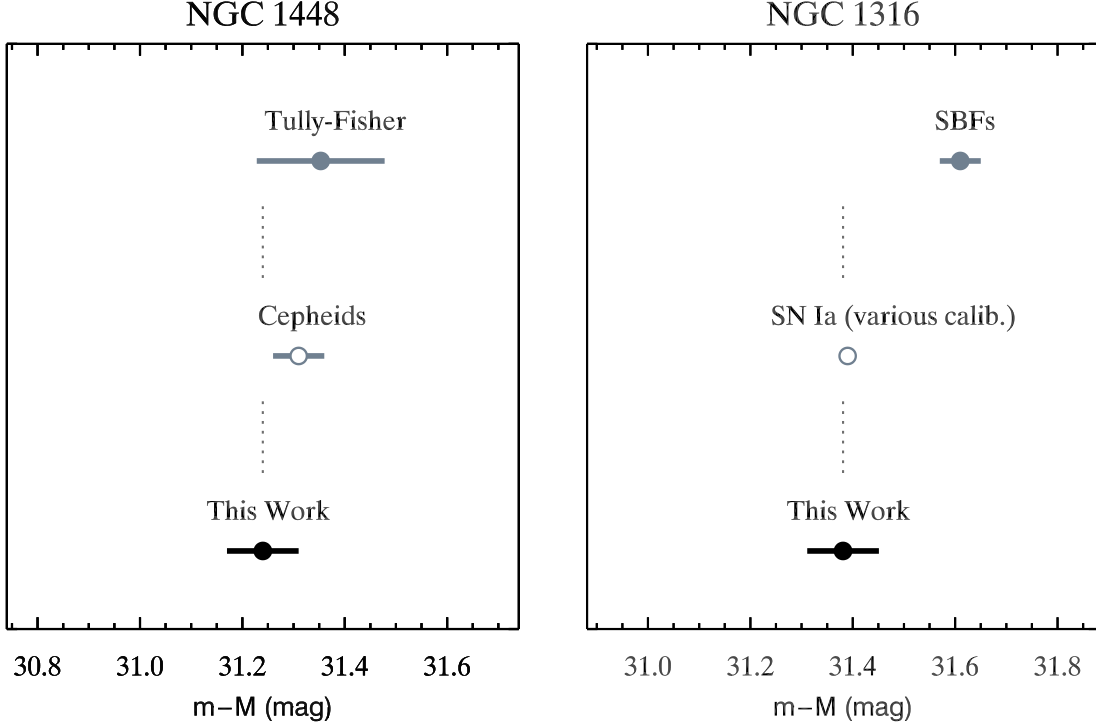 NGC 1448
Tully-Fisher
Cepheids
This Work
30.8 31.0 31.2 31.4 31.6
m−M (mag)
NGC 1316
SBFs
SN Ia (various calib.)
This Work
31.0 31.2 31.4 31.6 31.8
m−M (mag)